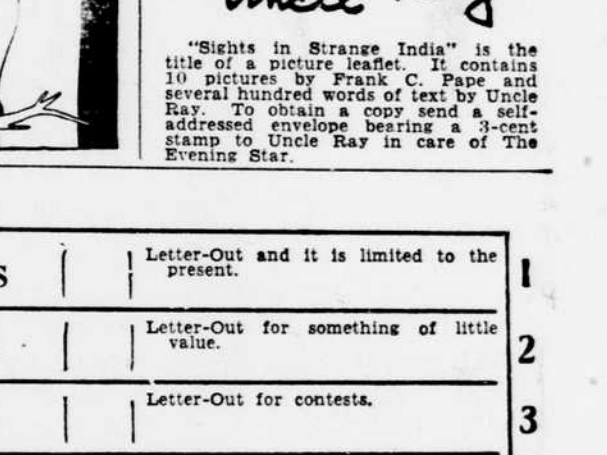 Uncle
"Sights in Strange India" is the
title of a picture leaflet. It contains
10 pictures by Frank C. Pape and
several hundred words of text by Uncle
Ray. To obtain a copy send a self-
addressed envelope bearing a 3-cent
stamp to Uncle Ray in care of The
Evening Star.
S
Letter-Out and it is limited to the
present.
1
Letter-Out for something of little
value.
2
Letter-Out for contests.
3